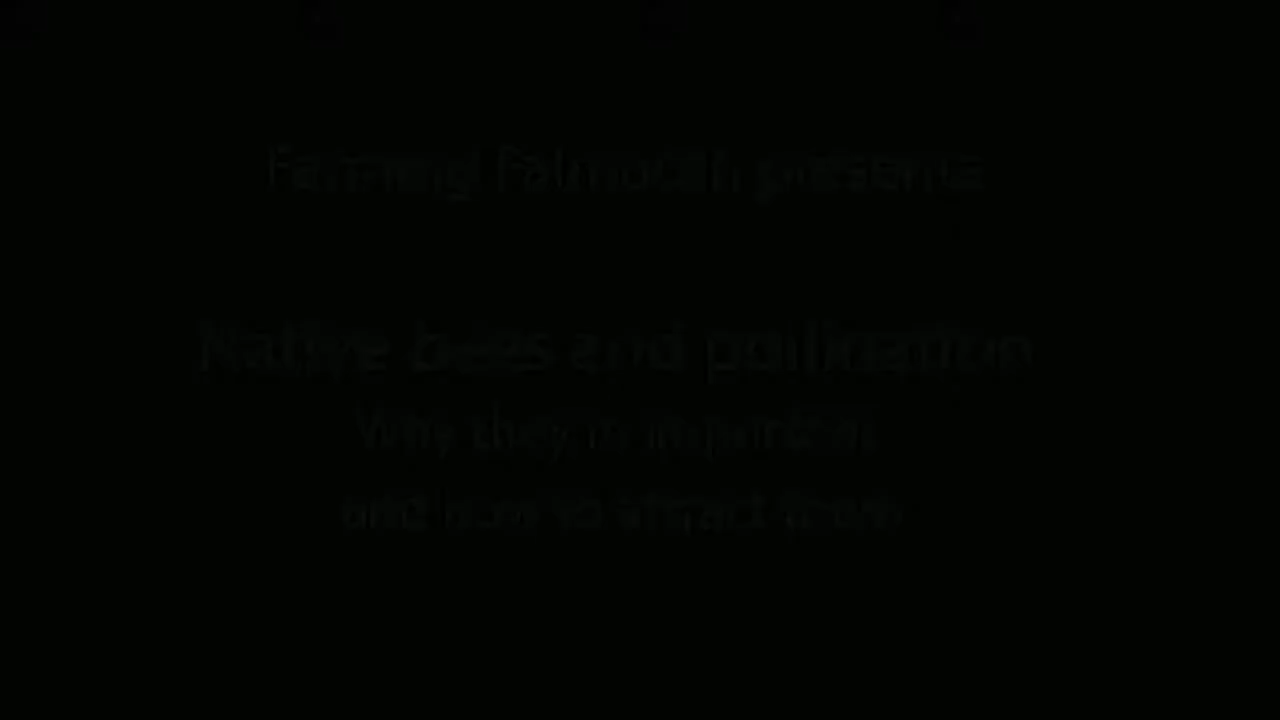 Farming Falmouth presents
Native bees and pollination
Why they're important
and how to attract them